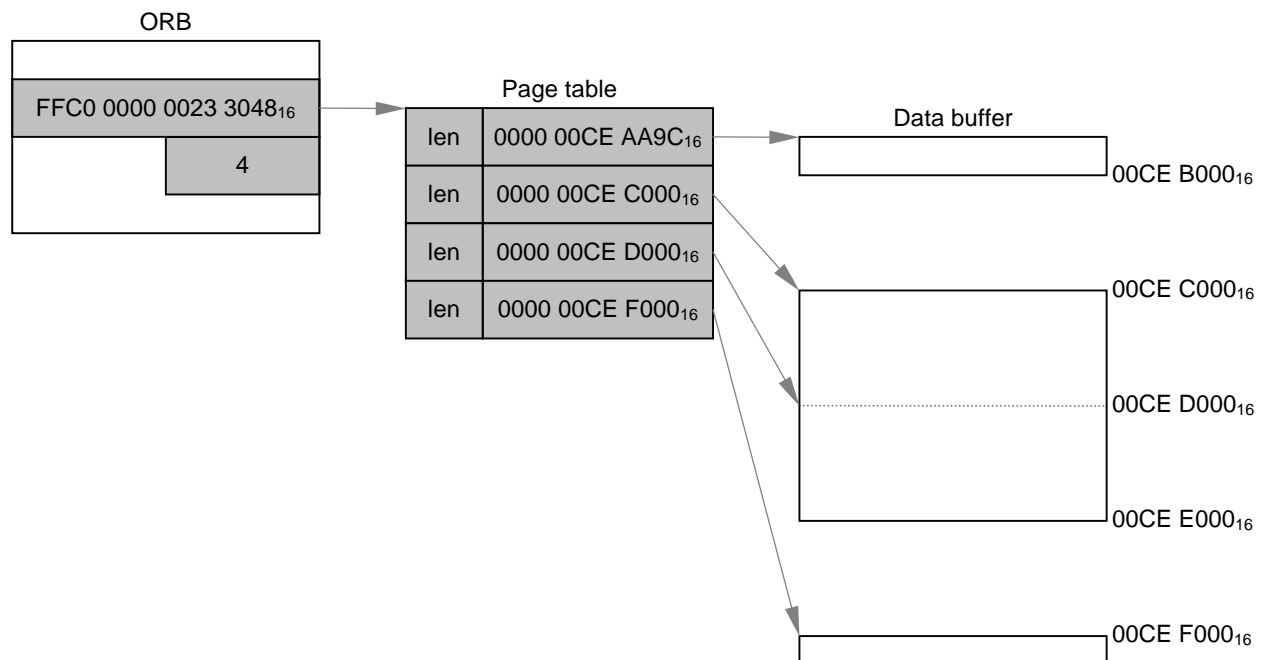 ORB
FFC0 0000 0023 3048₁₆
4
Page table
len 0000 00CE AA9C₁₆
len 0000 00CE C000₁₆
len 0000 00CE D000₁₆
len 0000 00CE F000₁₆
Data buffer
00CE B000₁₆
00CE C000₁₆
00CE D000₁₆
00CE E000₁₆
00CE F000₁₆